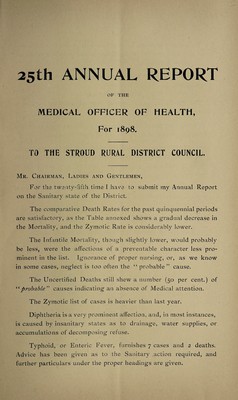 25th ANNUAL REPORT
OF THE
MEDICAL OFFICER OF HEALTH,
For 1898,
TO THE STROUD RURAL DISTRICT COUNCIL.
MR. CHAIRMAN, LADIES AND GENTLEMEN,
For the twenty-fifth time I have to submit my Annual Report
on the Sanitary state of the District.
The comparative Death Rates for the past quinquennial periods
are satisfactory, as the Table annexed shows a gradual decrease in
the Mortality, and the Zymotic Rate is considerably lower.
The Infantile Mortality, though slightly lower, would probably
be less, were the affections of a preventable character less pro-
minent in the list. Ignorance of proper nursing, or, as we know
in some cases, neglect is too often the "probable" cause.
The Uncertified Deaths still shew a number (30 per cent.) of
"probable" causes indicating an absence of Medical attention.
The Zymotic list of cases is heavier than last year.
Diphtheria is a very prominent affection, and, in most instances,
is caused by insanitary states as to drainage, water supplies, or
accumulations of decomposing refuse.
Typhoid, or Enteric Fever, furnishes 7 cases and 2 deaths.
Advice has been given as to the Sanitary action required, and
further particulars under the proper headings are given.